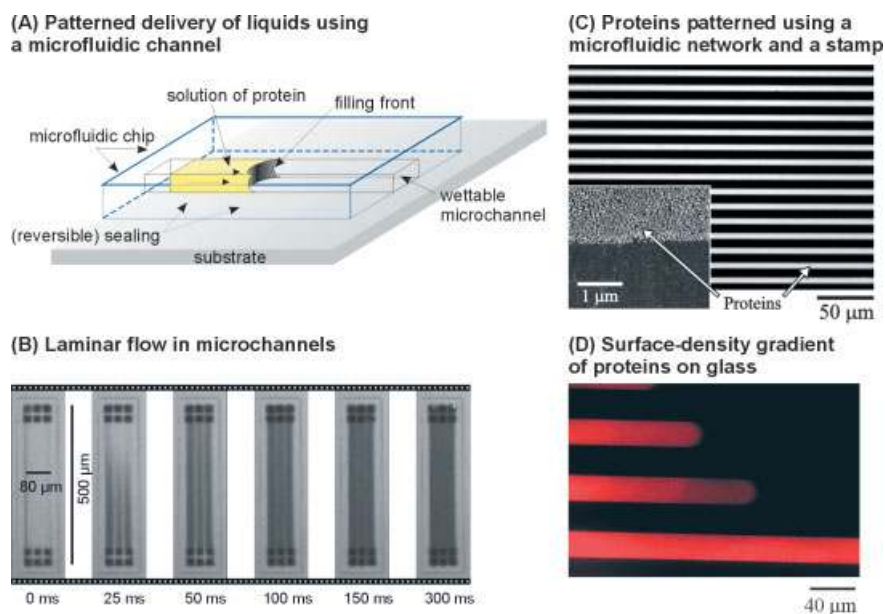 (A) Patterned delivery of liquids using
a microfluidic channel
solution of protein
filling front
microfluidic chip
wettable
microchannel
(reversible) sealing
substrate
(B) Laminar flow in microchannels
80 µm
500 µm
0 ms
25 ms
50 ms
100 ms
150 ms
300 ms
(C) Proteins patterned using a
microfluidic network and a stamp
1 µm
Proteins
50 µm
(D) Surface-density gradient
of proteins on glass
40 µm